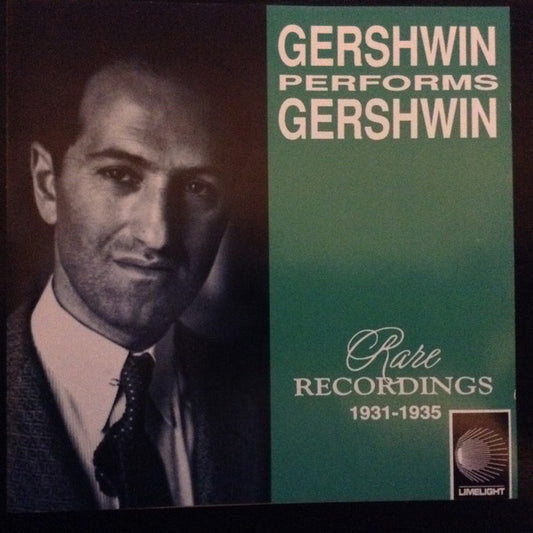 GERSHWIN
PERFORMS
GERSHWIN
Rare
RECORDINGS
1931-1935
LIMELIGHT